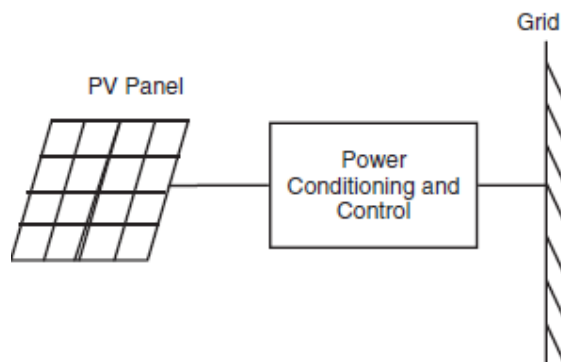 Grid
PV Panel
Power
Conditioning and
Control